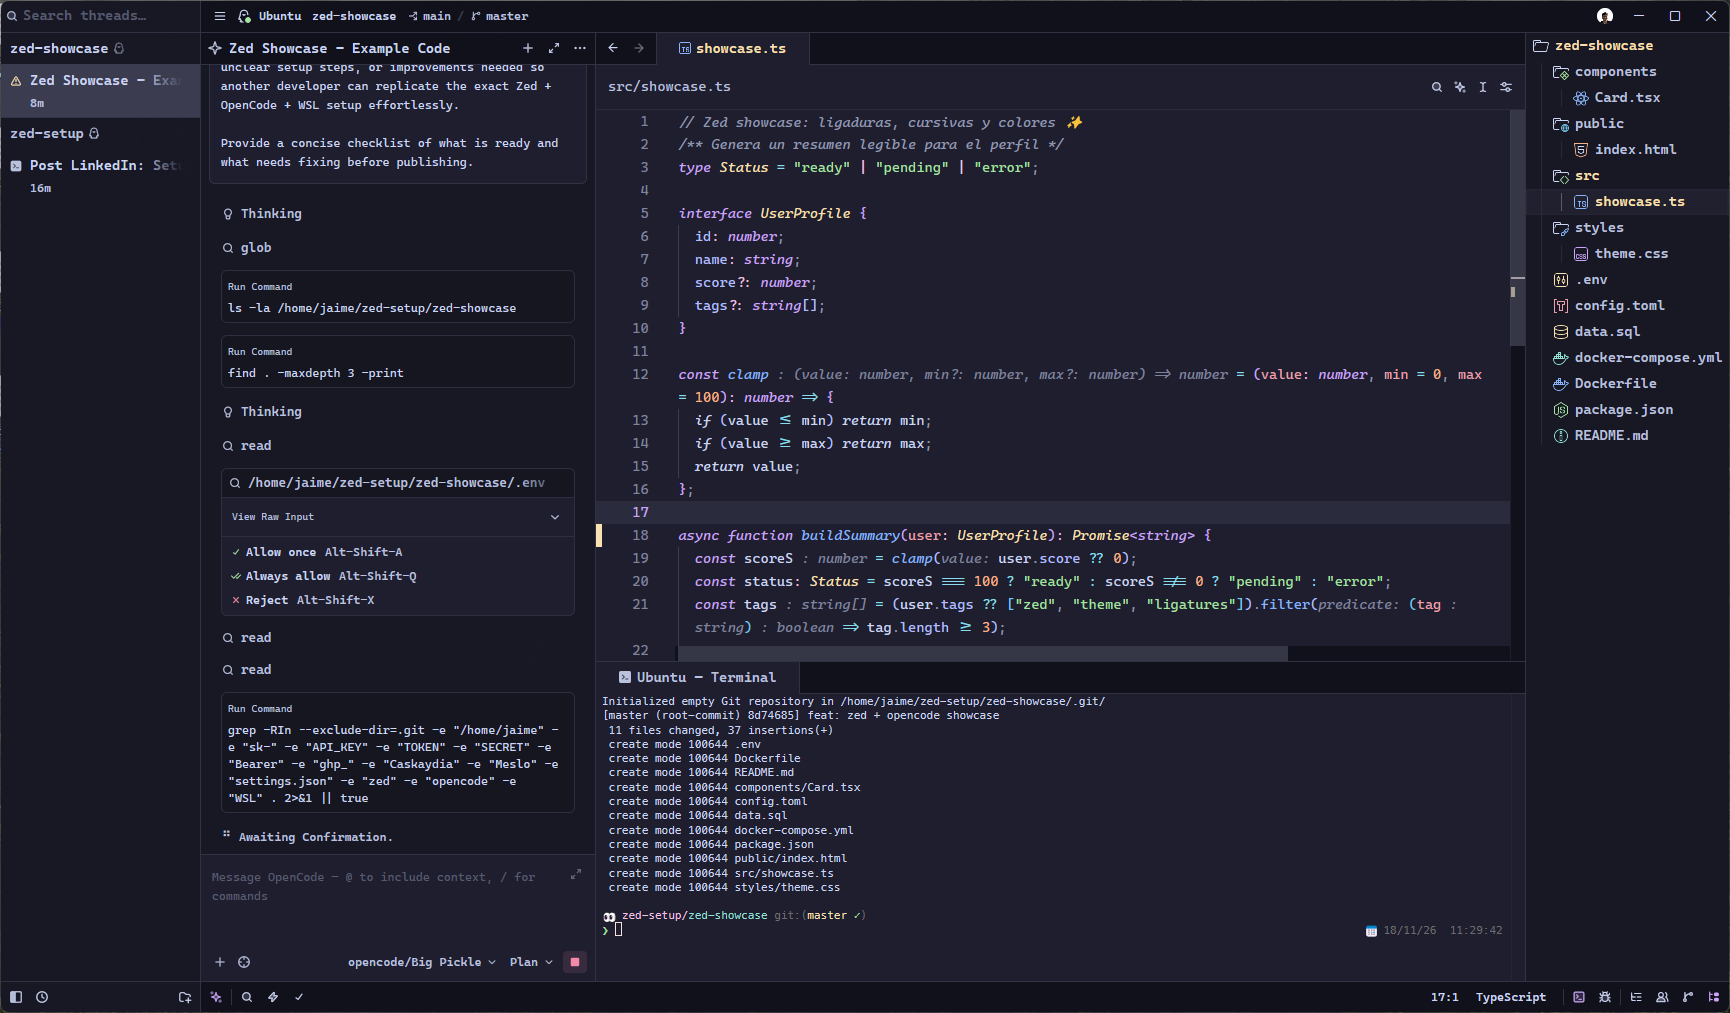 Search threads…
zed-showcase
Zed Showcase — Exa
8m
zed-setup
Post LinkedIn: Set
16m
Ubuntu zed-showcase main / master
Zed Showcase — Example Code
unclear setup steps, or improvements needed so
another developer can replicate the exact Zed +
OpenCode + WSL setup effortlessly.
Provide a concise checklist of what is ready and
what needs fixing before publishing.
Thinking
glob
Run Command
ls -la /home/jaime/zed-setup/zed-showcase
Run Command
find . -maxdepth 3 -print
Thinking
read
/home/jaime/zed-setup/zed-showcase/.env
View Raw Input
Allow once Alt-Shift-A
Always allow Alt-Shift-Q
Reject Alt-Shift-X
read
read
Run Command
grep -RIn --exclude-dir=.git -e "/home/jaime" -
e "sk-" -e "API_KEY" -e "TOKEN" -e "SECRET" -e
"Bearer" -e "ghp_" -e "Caskaydia" -e "Meslo" -e
"settings.json" -e "zed" -e "opencode" -e
"WSL" . 2>&1 || true
Awaiting Confirmation.
Message OpenCode — @ to include context, / for
commands
opencode/Big Pickle Plan
showcase.ts
src/showcase.ts
1 // Zed showcase: ligaduras, cursivas y colores ✨
2 /** Genera un resumen legible para el perfil */
3 type Status = "ready" | "pending" | "error";
4
5 interface UserProfile {
6 id: number;
7 name: string;
8 score?: number;
9 tags?: string[];
10 }
11
12 const clamp : (value: number, min?: number, max?: number) => number = (value: number, min = 0, max
= 100): number => {
13 if (value <= min) return min;
14 if (value >= max) return max;
15 return value;
16 };
17
18 async function buildSummary(user: UserProfile): Promise<string> {
19 const scoreS : number = clamp(value: user.score ?? 0);
20 const status: Status = scoreS === 100 ? "ready" : scoreS !== 0 ? "pending" : "error";
21 const tags : string[] = (user.tags ?? ["zed", "theme", "ligatures"]).filter(predicate: (tag :
string) : boolean => tag.length >= 3);
22
Ubuntu — Terminal
Initialized empty Git repository in /home/jaime/zed-setup/zed-showcase/.git/
[master (root-commit) 8d74685] feat: zed + opencode showcase
11 files changed, 37 insertions(+)
create mode 100644 .env
create mode 100644 Dockerfile
create mode 100644 README.md
create mode 100644 components/Card.tsx
create mode 100644 config.toml
create mode 100644 data.sql
create mode 100644 docker-compose.yml
create mode 100644 package.json
create mode 100644 public/index.html
create mode 100644 src/showcase.ts
create mode 100644 styles/theme.css
👀 zed-setup/zed-showcase git:(master ✓)
❯
18/11/26 11:29:42
zed-showcase
components
Card.tsx
public
index.html
src
showcase.ts
styles
theme.css
.env
config.toml
data.sql
docker-compose.yml
Dockerfile
package.json
README.md
17:1 TypeScript